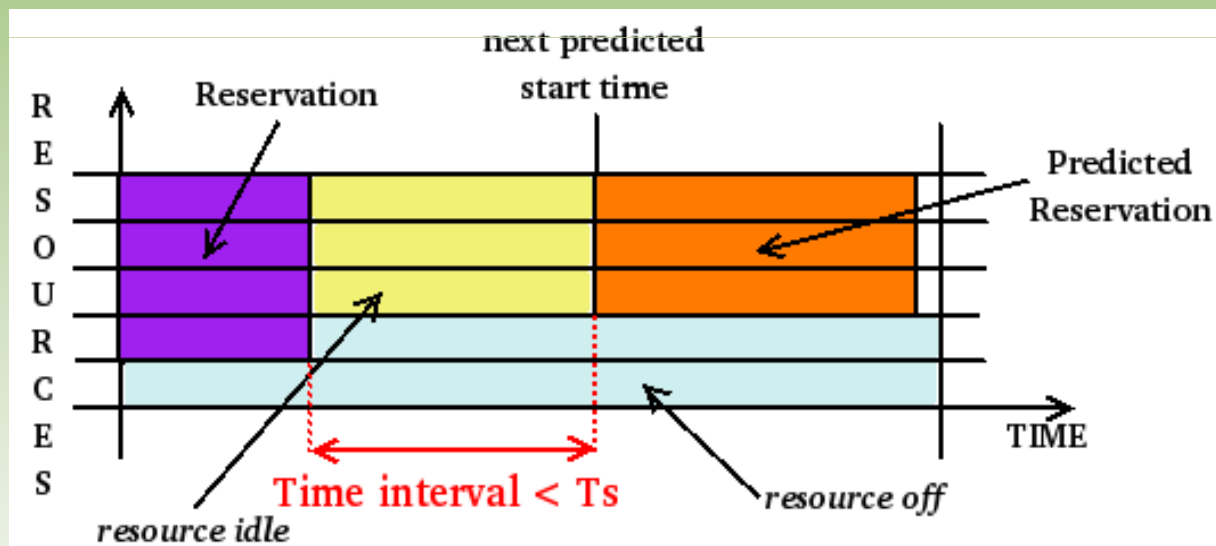 next predicted
start time
Reservation
Predicted
Reservation
R
E
S
O
U
R
C
E
S
TIME
Time interval < Ts
resource off
resource idle